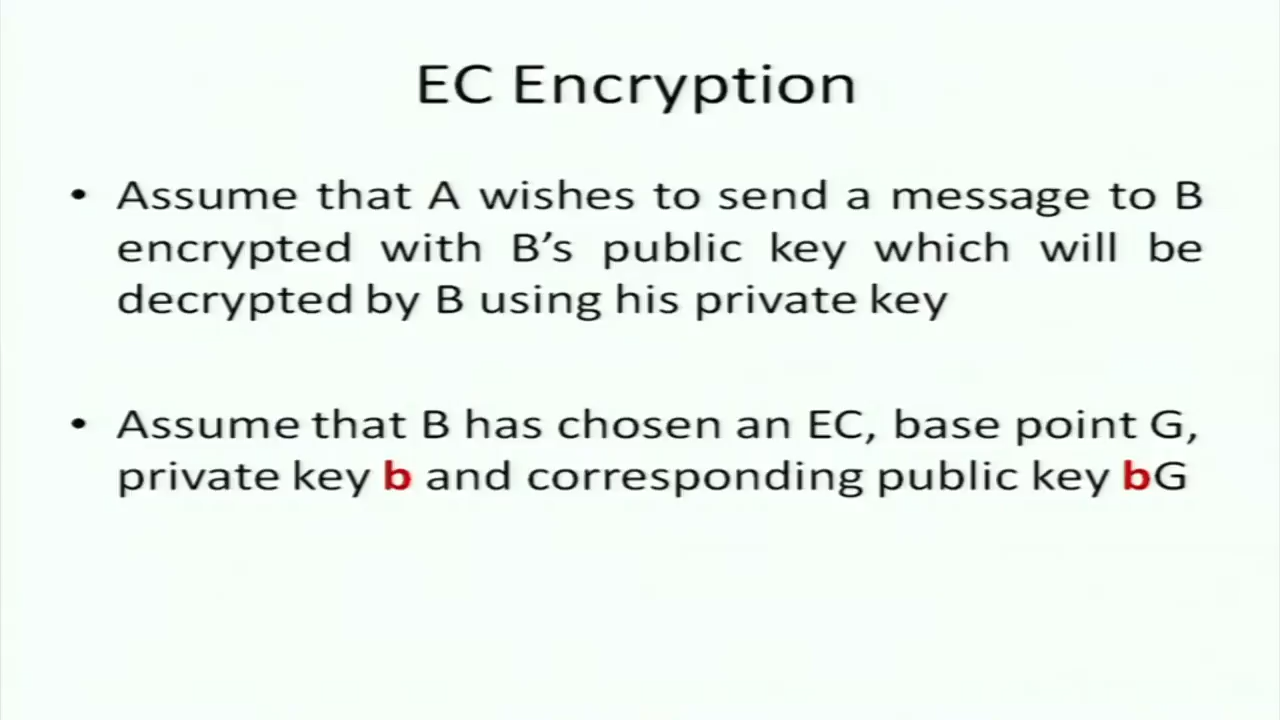 EC Encryption
• Assume that A wishes to send a message to B
encrypted with B's public key which will be
decrypted by B using his private key
• Assume that B has chosen an EC, base point G,
private key b and corresponding public key bG